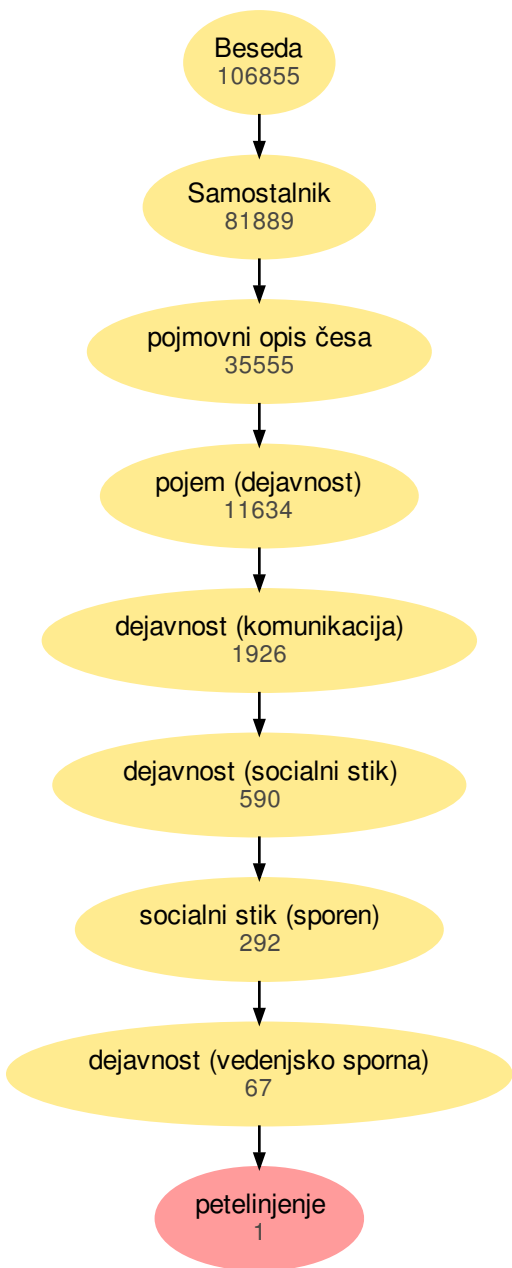 Beseda
106855
Samostalnik
81889
pojmovni opis česa
35555
pojem (dejavnost)
11634
dejavnost (komunikacija)
1926
dejavnost (socialni stik)
590
socialni stik (sporen)
292
dejavnost (vedenjsko sporna)
67
petelinjenje
1